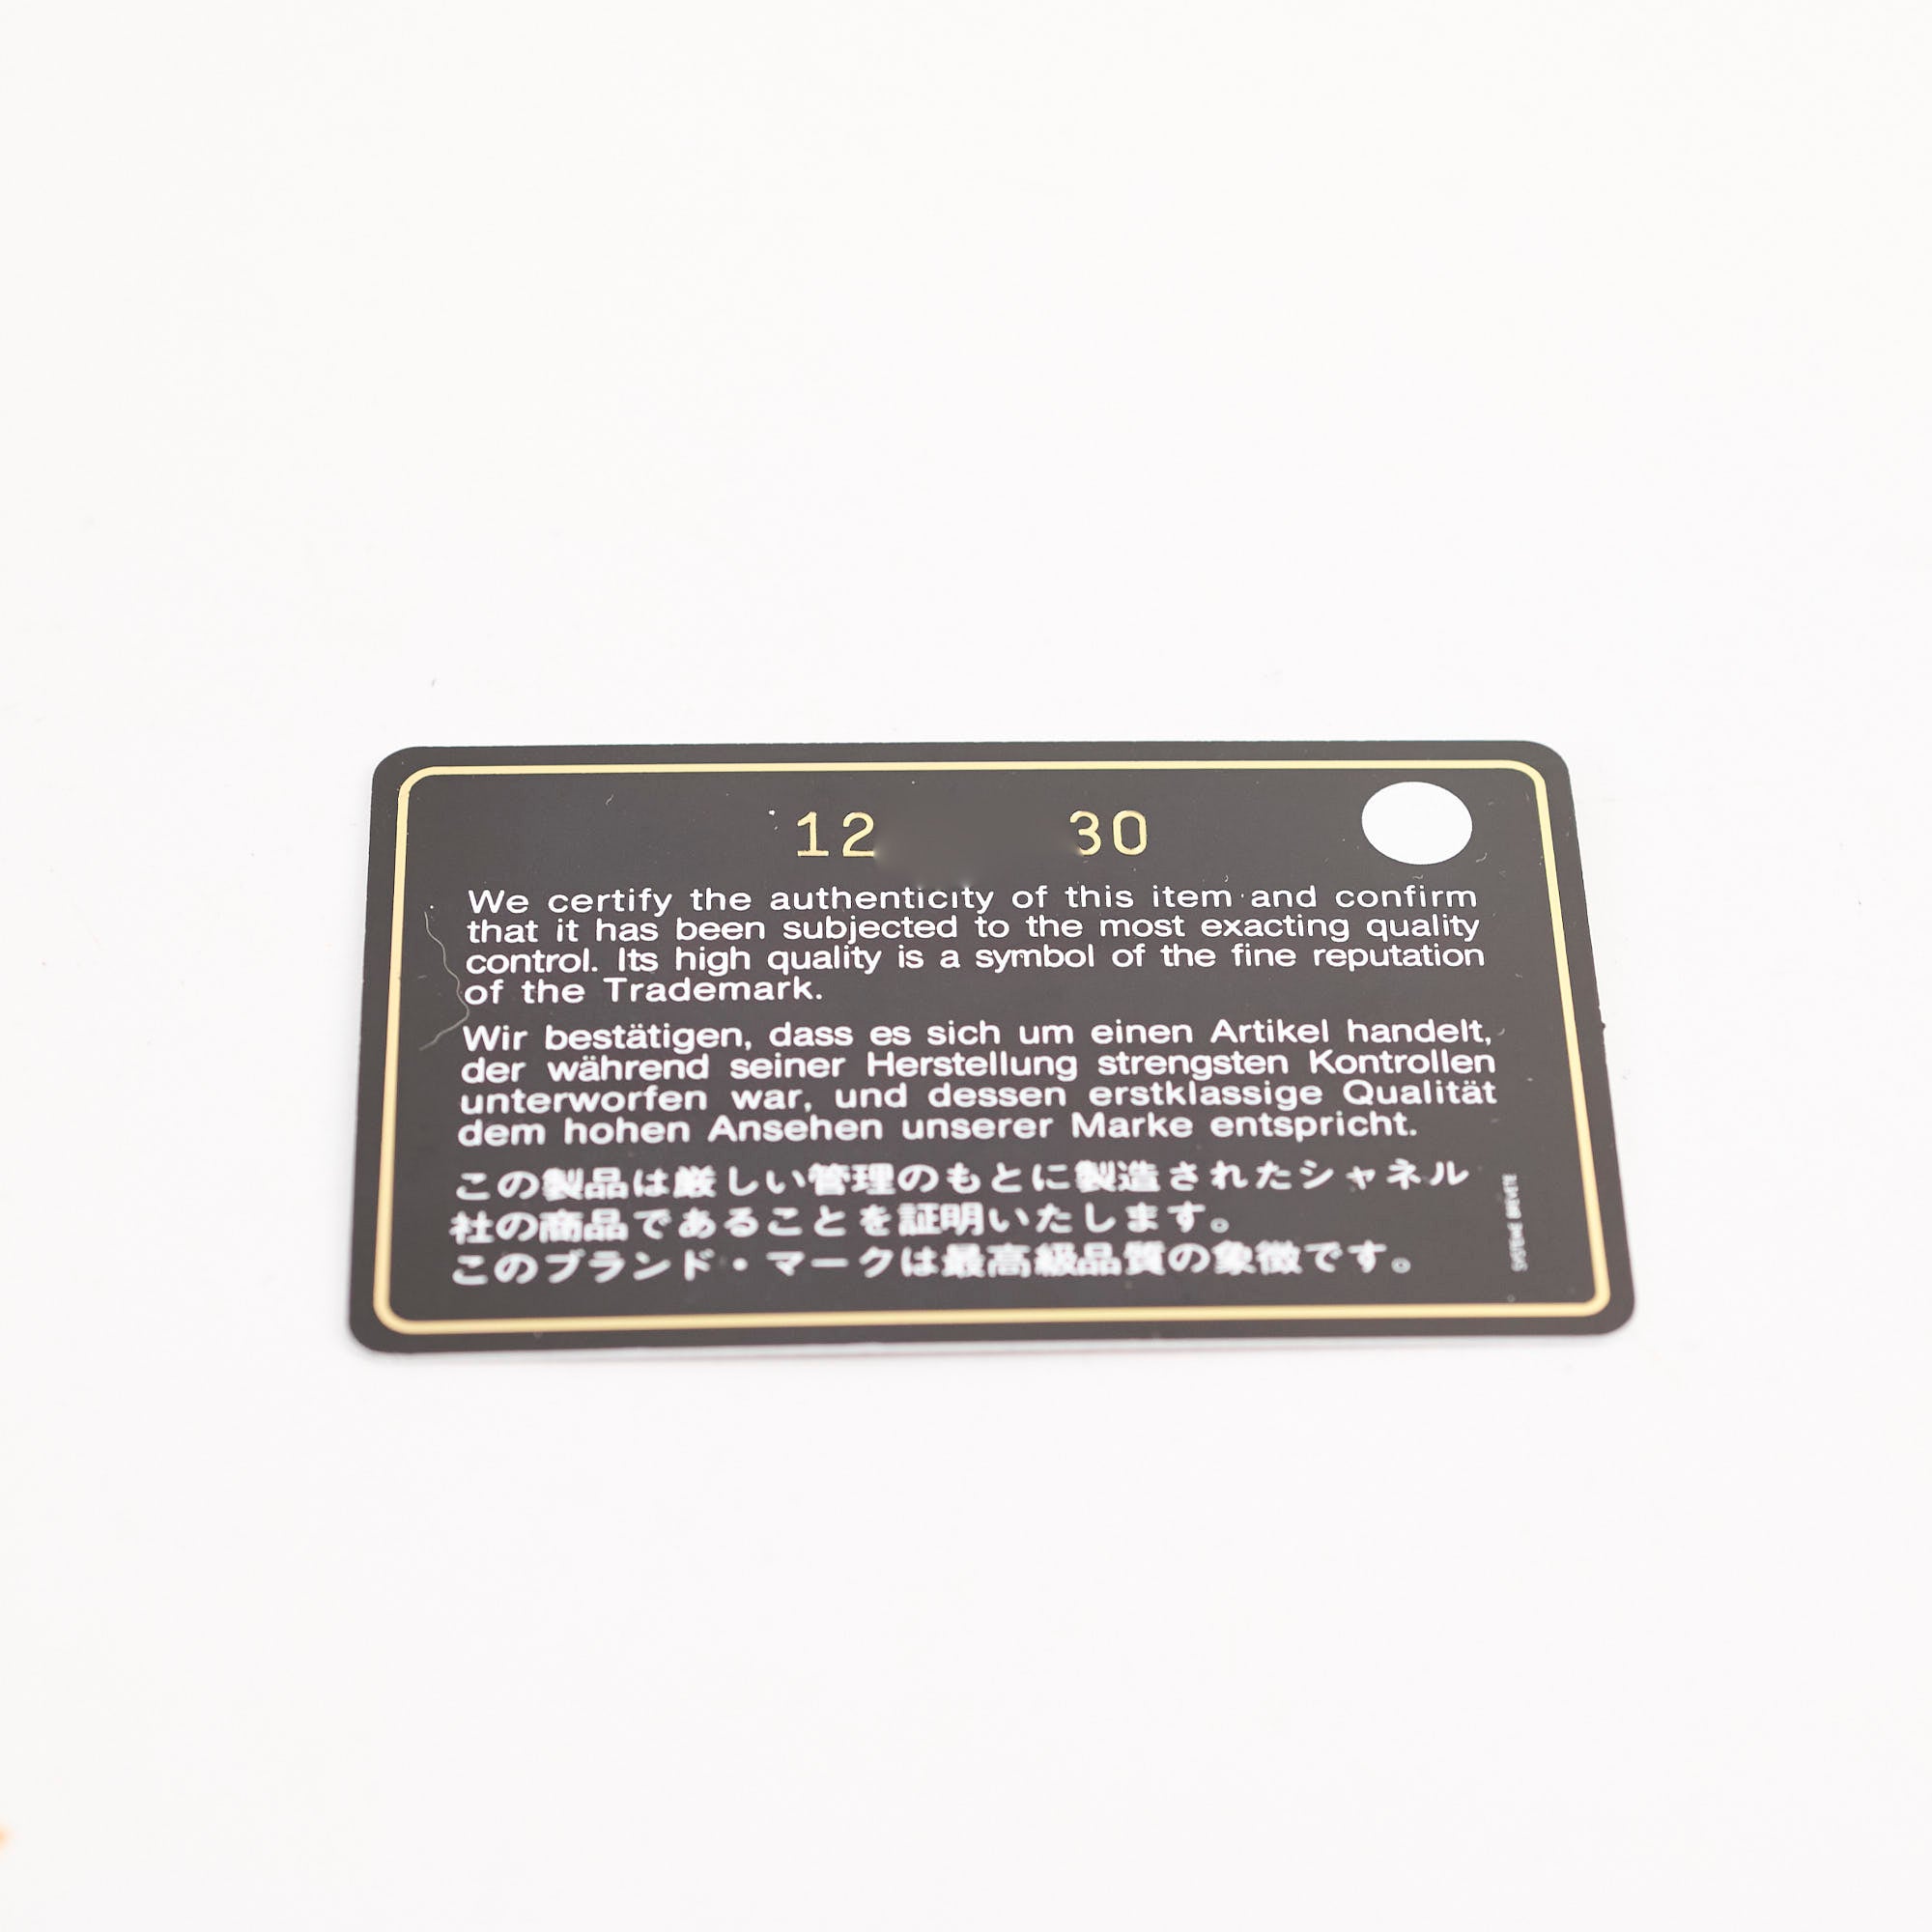 12 30
We certify the authenticity of this item and confirm
that it has been subjected to the most exacting quality
control. Its high quality is a symbol of the fine reputation
of the Trademark.
Wir bestätigen, dass es sich um einen Artikel handelt,
der während seiner Herstellung strengsten Kontrollen
unterworfen war, und dessen erstklassige Qualität
dem hohen Ansehen unserer Marke entspricht.
この製品は厳しい管理のもとに製造されたシャネル
社の商品であることを証明いたします。
このブランド・マークは最高級品質の象徴です。
SYSTEME BREVETE